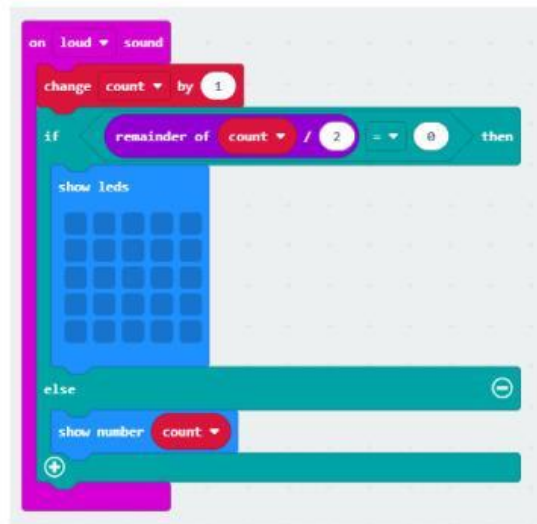 on loud sound
change count by 1
if remainder of count / 2 = 0 then
show leds
else
show number count